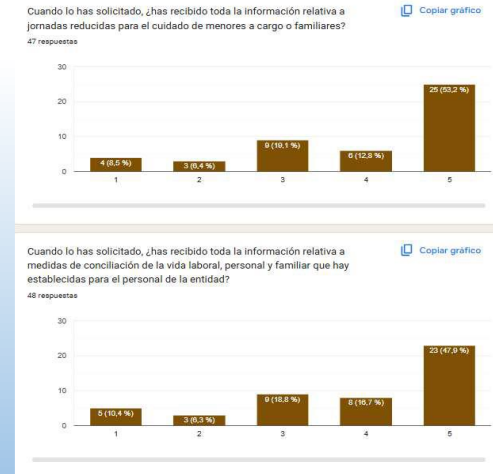 Cuando lo has solicitado, ¿has recibido toda la información relativa a
jornadas reducidas para el cuidado de menores a cargo o familiares?
Copiar gráfico
47 respuestas
30
20
10
0
4 (8,5 %)
3 (6,4 %)
9 (19,1 %)
6 (12,8 %)
25 (53,2 %)
1 2 3 4 5
Cuando lo has solicitado, ¿has recibido toda la información relativa a
medidas de conciliación de la vida laboral, personal y familiar que hay
establecidas para el personal de la entidad?
Copiar gráfico
48 respuestas
30
20
10
0
5 (10,4 %)
3 (6,3 %)
9 (18,8 %)
8 (16,7 %)
23 (47,9 %)
1 2 3 4 5